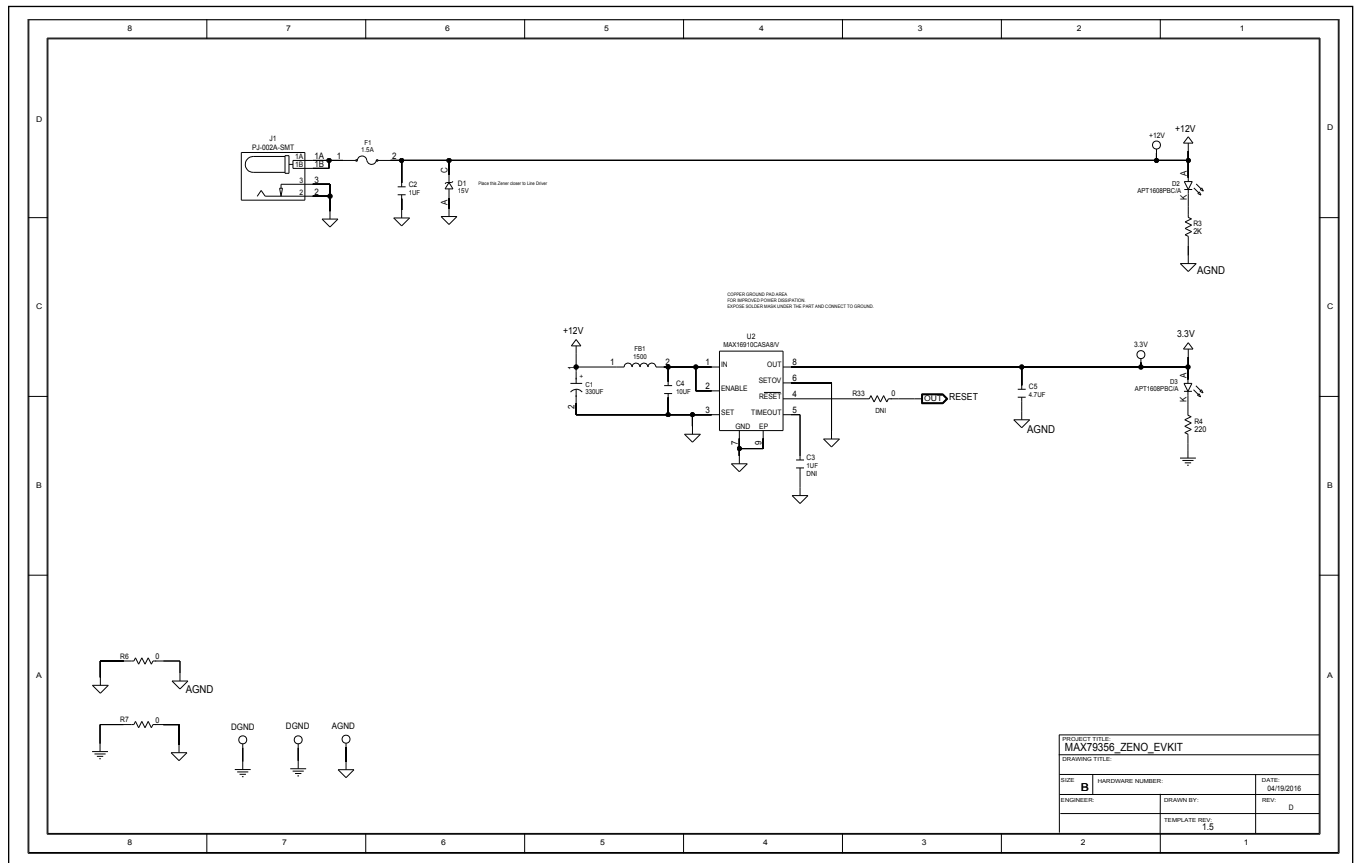 8 7 6 5 4 3 2 1
D D
J1
PJ-002A-SMT
1A 1A
1B 1B
3 3
2 2
1 F1 2
1.5A
C2
1UF
C
D1
15V
A
Place this Zener closer to Line Driver
+12V
+12V
A
D2
APT1608PBC/A
K
R3
2K
AGND
C C
COPPER GROUND PAD AREA
FOR IMPROVED POWER DISSIPATION.
EXPOSE SOLDER MASK UNDER THE PART AND CONNECT TO GROUND.
+12V
1
+
C1
330UF
2
1 FB1 2
1500
C4
10UF
U2
MAX16910CASA8/V
1 IN OUT 8
SETOV 6
2 ENABLE
RESET 4
3 SET TIMEOUT 5
GND EP
7 9
R33 0
DNI
OUT RESET
C3
1UF
DNI
C5
4.7UF
AGND
3.3V
3.3V
A
D3
APT1608PBC/A
K
R4
220
B B
A A
R6 0
AGND
R7 0
DGND DGND AGND
PROJECT TITLE:
MAX79356_ZENO_EVKIT
DRAWING TITLE:
SIZE B HARDWARE NUMBER: DATE: 04/19/2016
ENGINEER: DRAWN BY: REV: D
TEMPLATE REV: 1.5
8 7 6 5 4 3 2 1